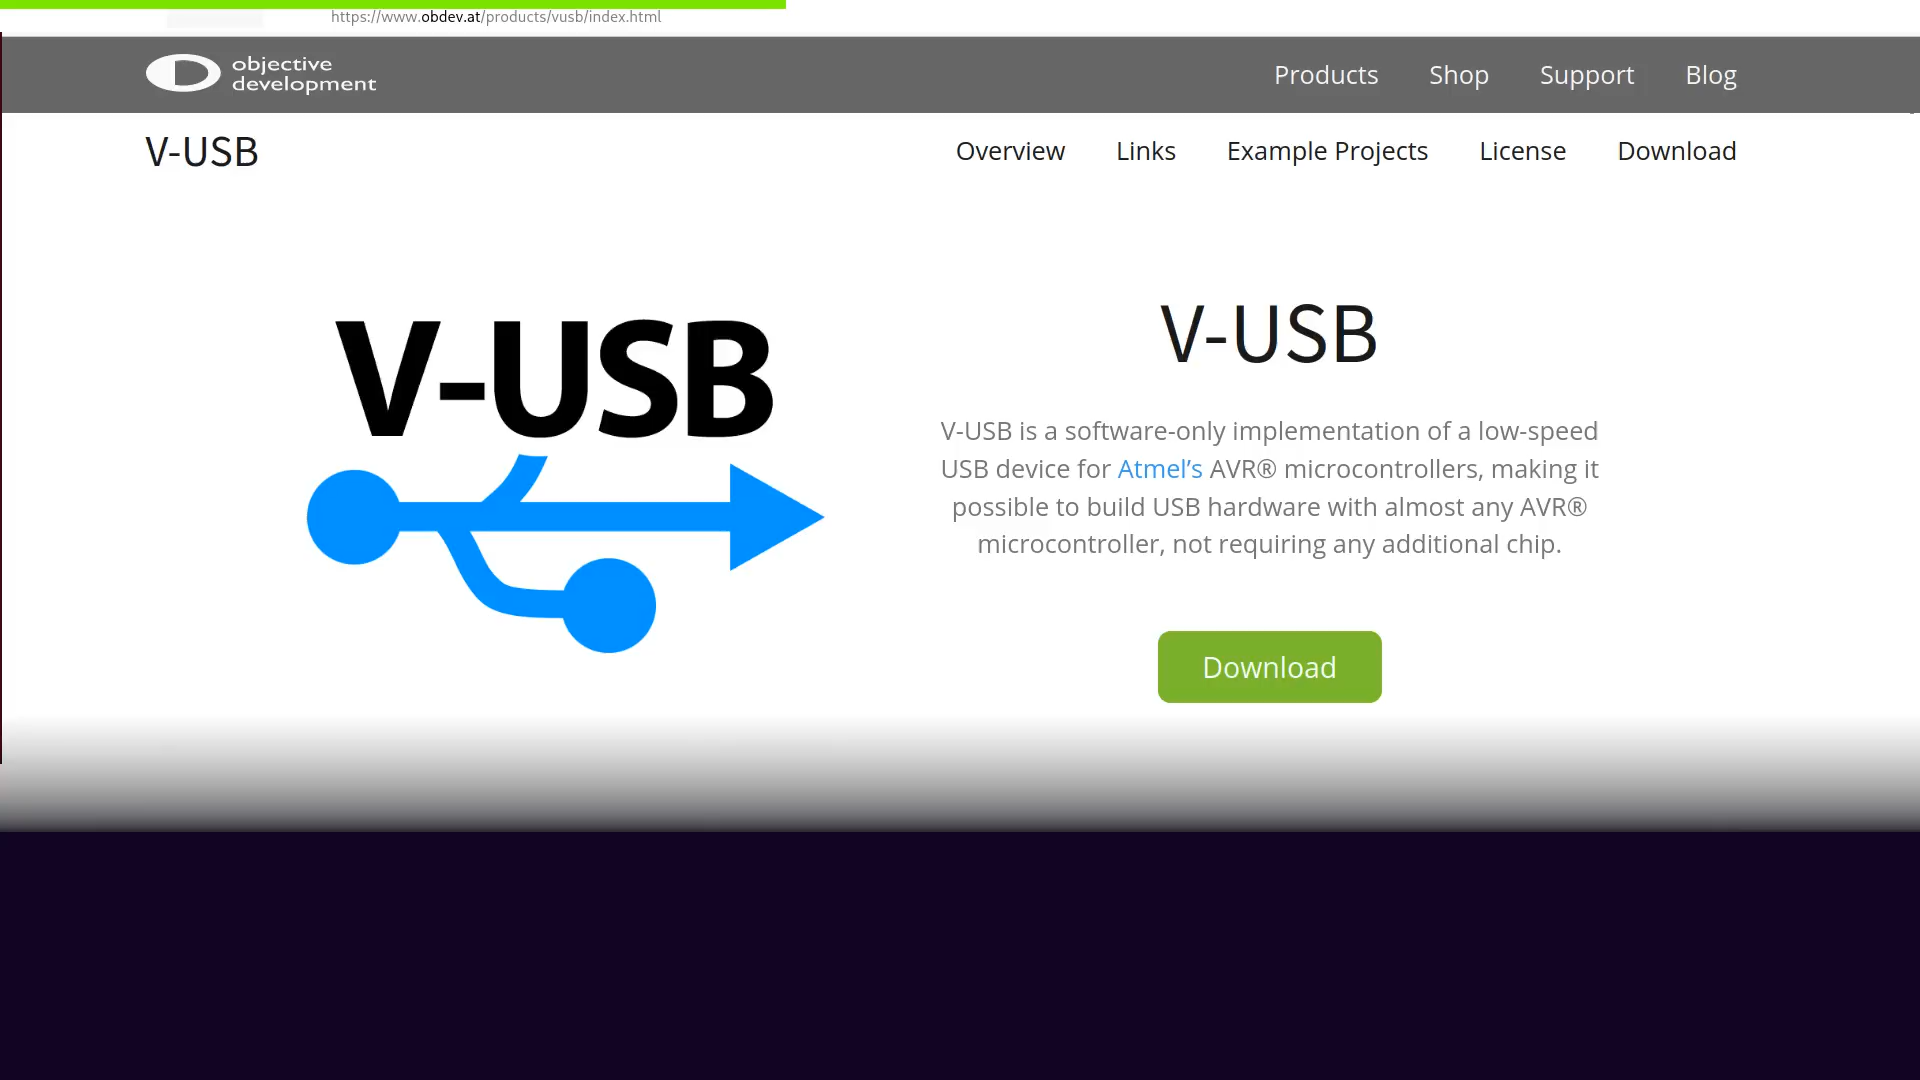 https://www.obdev.at/products/vusb/index.html
objective
development
Products Shop Support Blog
V-USB
Overview Links Example Projects License Download
V-USB
V-USB
V-USB is a software-only implementation of a low-speed
USB device for Atmel’s AVR® microcontrollers, making it
possible to build USB hardware with almost any AVR®
microcontroller, not requiring any additional chip.
Download